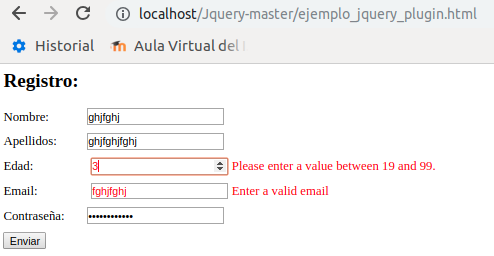 localhost/Jquery-master/ejemplo_jquery_plugin.html
Historial Aula Virtual del
Registro:
Nombre: ghjfghj
Apellidos: ghjfghjfghj
Edad: 3 Please enter a value between 19 and 99.
Email: fghjfghj Enter a valid email
Contraseña: ••••••••••••
Enviar